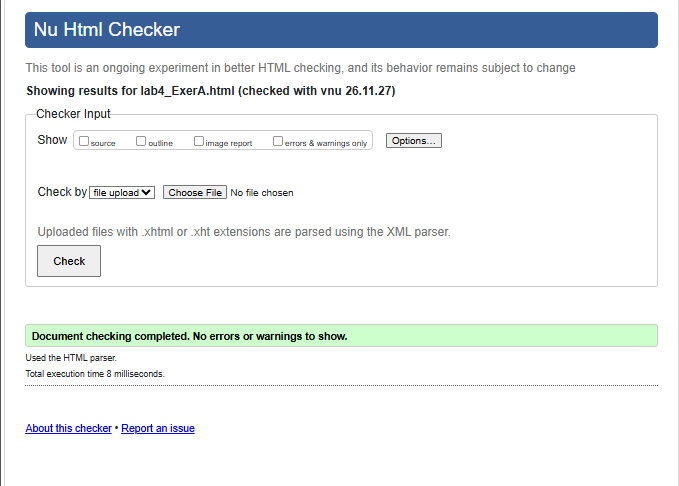 Nu Html Checker
This tool is an ongoing experiment in better HTML checking, and its behavior remains subject to change
Showing results for lab4_ExerA.html (checked with vnu 26.11.27)
Checker Input
Show source outline image report errors & warnings only Options...
Check by file upload Choose File No file chosen
Uploaded files with .xhtml or .xht extensions are parsed using the XML parser.
Check
Document checking completed. No errors or warnings to show.
Used the HTML parser.
Total execution time 8 milliseconds.
About this checker • Report an issue